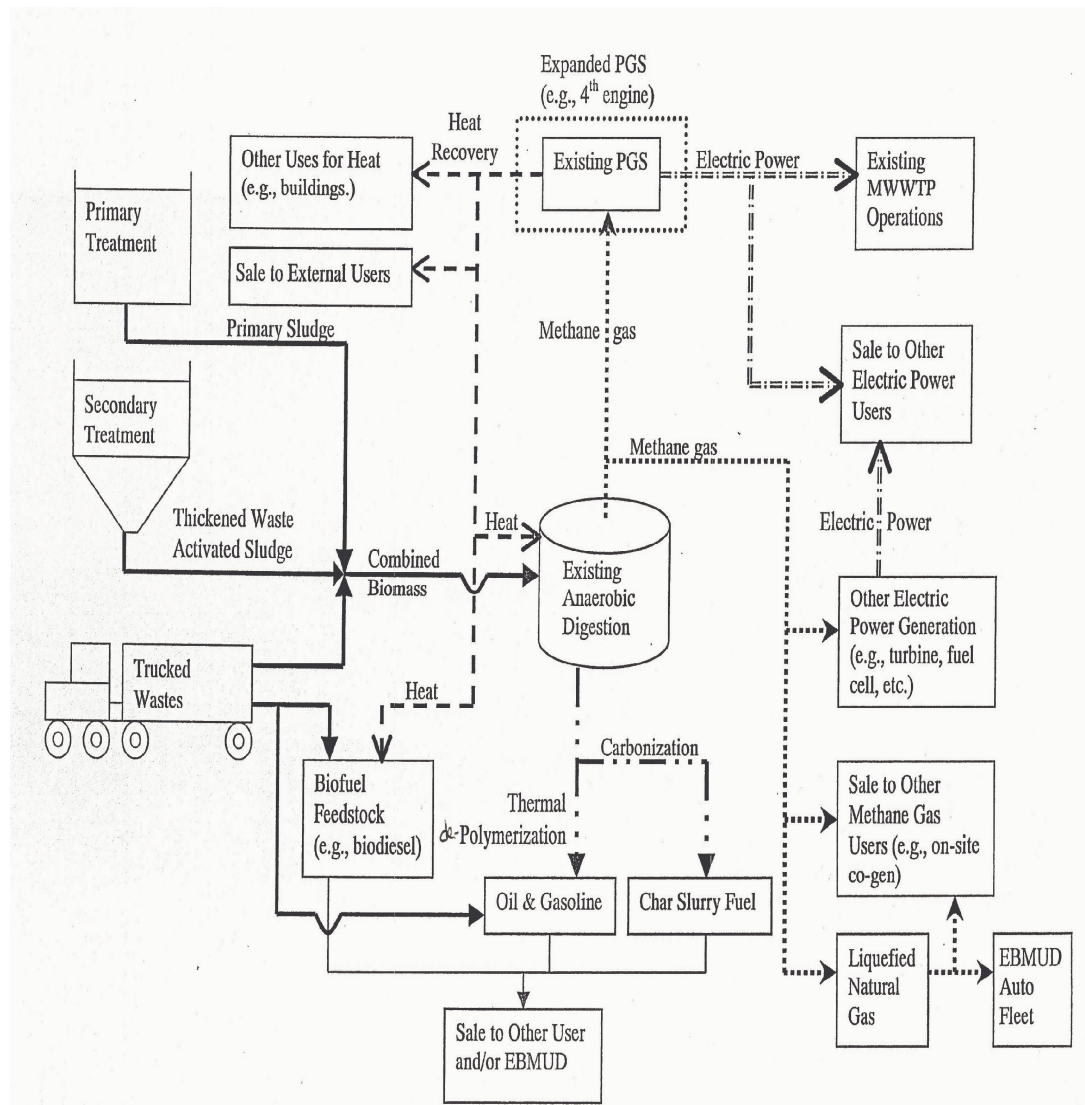 Expanded PGS
(e.g., 4th engine)
Heat
Recovery
Other Uses for Heat
(e.g., buildings.)
Existing PGS
Electric Power
Existing
MWWTP
Operations
Primary
Treatment
Sale to External Users
Primary Sludge
Methane gas
Sale to Other
Electric Power
Users
Secondary
Treatment
Methane gas
Thickened Waste
Activated Sludge
Heat
Electric Power
Combined
Biomass
Existing
Anaerobic
Digestion
Other Electric
Power Generation
(e.g., turbine, fuel
cell, etc.)
Trucked
Wastes
Heat
Carbonization
Biofuel
Feedstock
(e.g., biodiesel)
Thermal
de-Polymerization
Sale to Other
Methane Gas
Users (e.g., on-site
co-gen)
Oil & Gasoline
Char Slurry Fuel
Liquefied
Natural
Gas
EBMUD
Auto
Fleet
Sale to Other User
and/or EBMUD